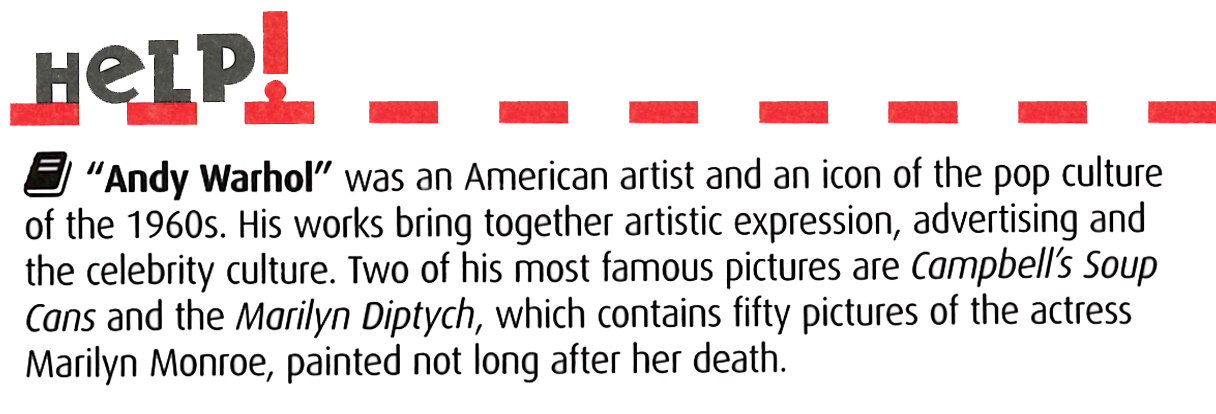 HeLP!
“Andy Warhol” was an American artist and an icon of the pop culture
of the 1960s. His works bring together artistic expression, advertising and
the celebrity culture. Two of his most famous pictures are Campbell’s Soup
Cans and the Marilyn Diptych, which contains fifty pictures of the actress
Marilyn Monroe, painted not long after her death.